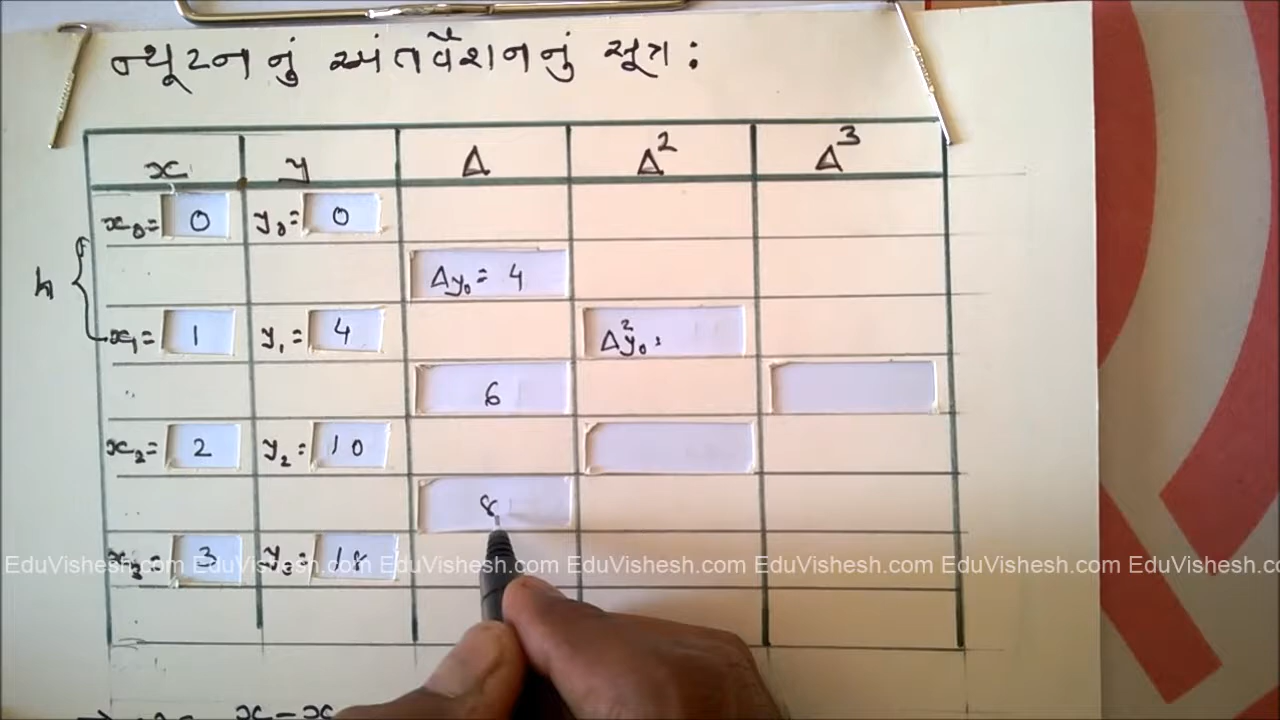 ન્યૂટનનું અંતર્વેશનનું સૂત્ર :
x y Δ Δ² Δ³
x₀= 0 y₀= 0
Δy₀ = 4
h
x₁= 1 y₁= 4 Δ²y₀ :
6
x₂= 2 y₂= 10
8
x₃= 3 y₃= 18
EduVishesh.com EduVishesh.com EduVishesh.com EduVishesh.com EduVishesh.com EduVishesh.com EduVishesh.com